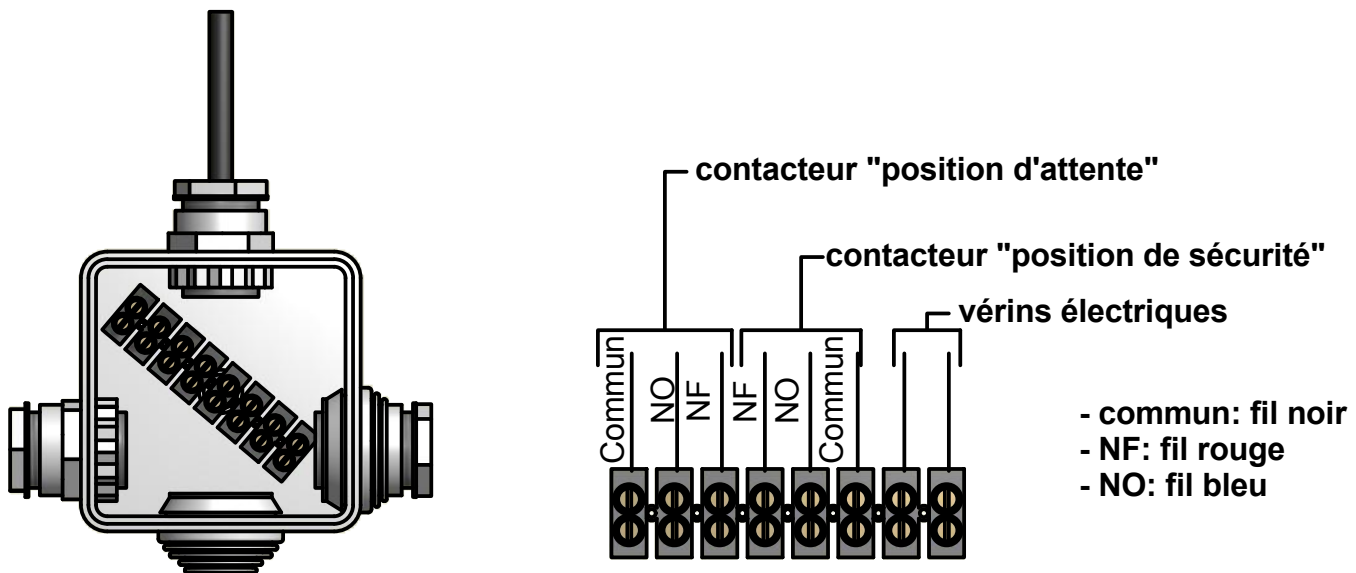 contacteur "position d'attente"
contacteur "position de sécurité"
vérins électriques
Commun
NO
NF
NF
NO
Commun
- commun: fil noir
- NF: fil rouge
- NO: fil bleu